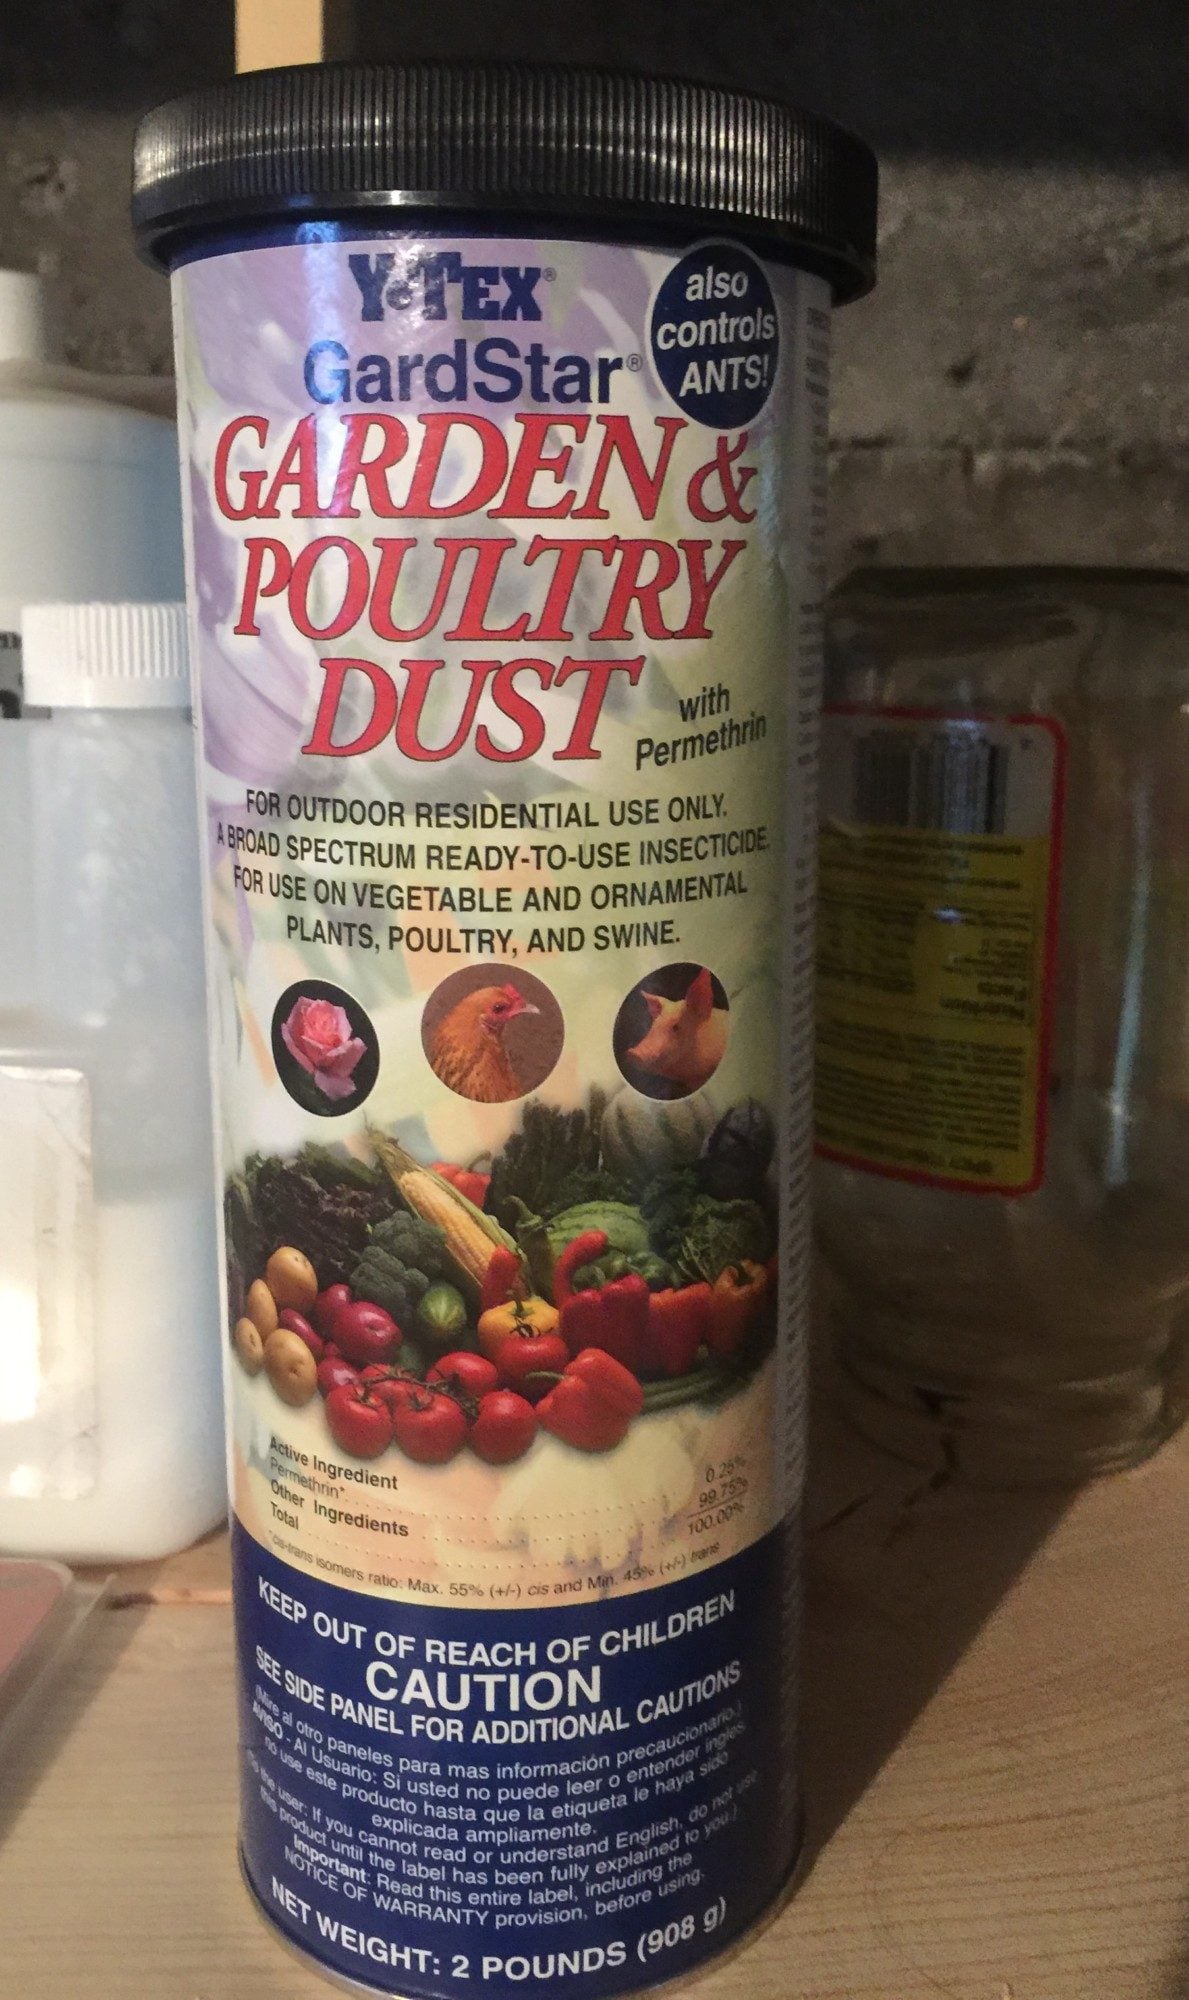 Y-TEX®
GardStar®
also
controls
ANTS!
GARDEN &
POULTRY
DUST
with
Permethrin
FOR OUTDOOR RESIDENTIAL USE ONLY.
A BROAD SPECTRUM READY-TO-USE INSECTICIDE.
FOR USE ON VEGETABLE AND ORNAMENTAL
PLANTS, POULTRY, AND SWINE.
Active Ingredient
Permethrin* 0.25%
Other Ingredients 99.75%
Total 100.00%
*cis-trans isomers ratio: Max. 55% (+/-) cis and Min. 45% (+/-) trans
KEEP OUT OF REACH OF CHILDREN
CAUTION
SEE SIDE PANEL FOR ADDITIONAL CAUTIONS
(Mire al otro paneles para mas información precaucionario.)
AVISO - Al Usuario: Si usted no puede leer o entender ingles,
no use este producto hasta que la etiqueta le haya sido
explicada ampliamente.
(To the user: If you cannot read or understand English, do not use
this product until the label has been fully explained to you.)
Important: Read this entire label, including the
NOTICE OF WARRANTY provision, before using.
NET WEIGHT: 2 POUNDS (908 g)